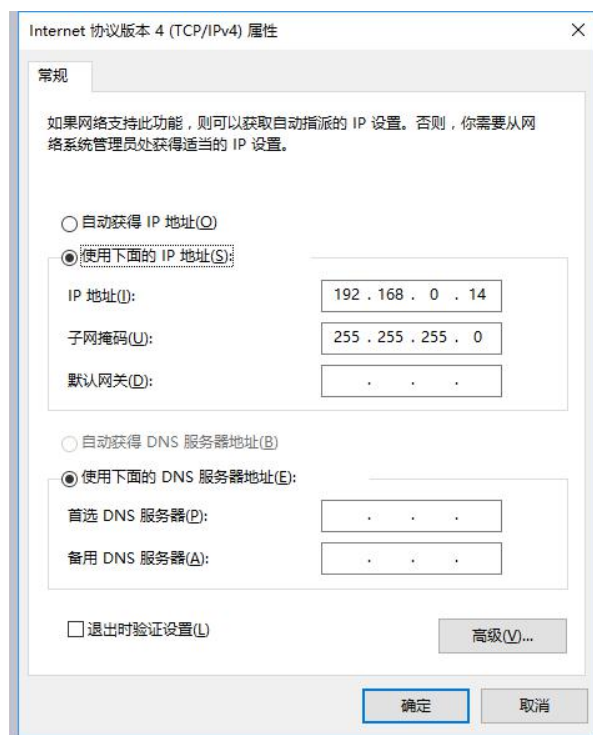 Internet 协议版本 4 (TCP/IPv4) 属性
常规
如果网络支持此功能，则可以获取自动指派的 IP 设置。否则，你需要从网
络系统管理员处获得适当的 IP 设置。
自动获得 IP 地址(O)
使用下面的 IP 地址(S):
IP 地址(I): 192 . 168 . 0 . 14
子网掩码(U): 255 . 255 . 255 . 0
默认网关(D): . . .
自动获得 DNS 服务器地址(B)
使用下面的 DNS 服务器地址(E):
首选 DNS 服务器(P): . . .
备用 DNS 服务器(A): . . .
退出时验证设置(L)
高级(V)...
确定 取消